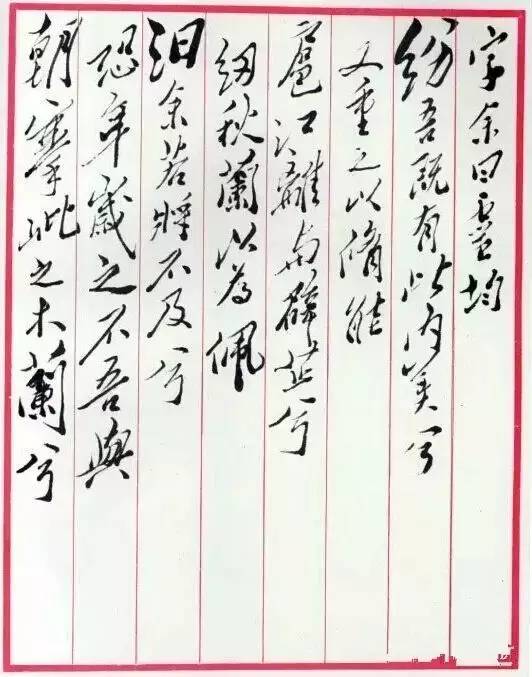 字余曰靈均
紛吾既有此內美兮
又重之以脩能
扈江離與薜芷兮
紉秋蘭以為佩
汩余若將不及兮
恐年歲之不吾與
朝搴阰之木蘭兮